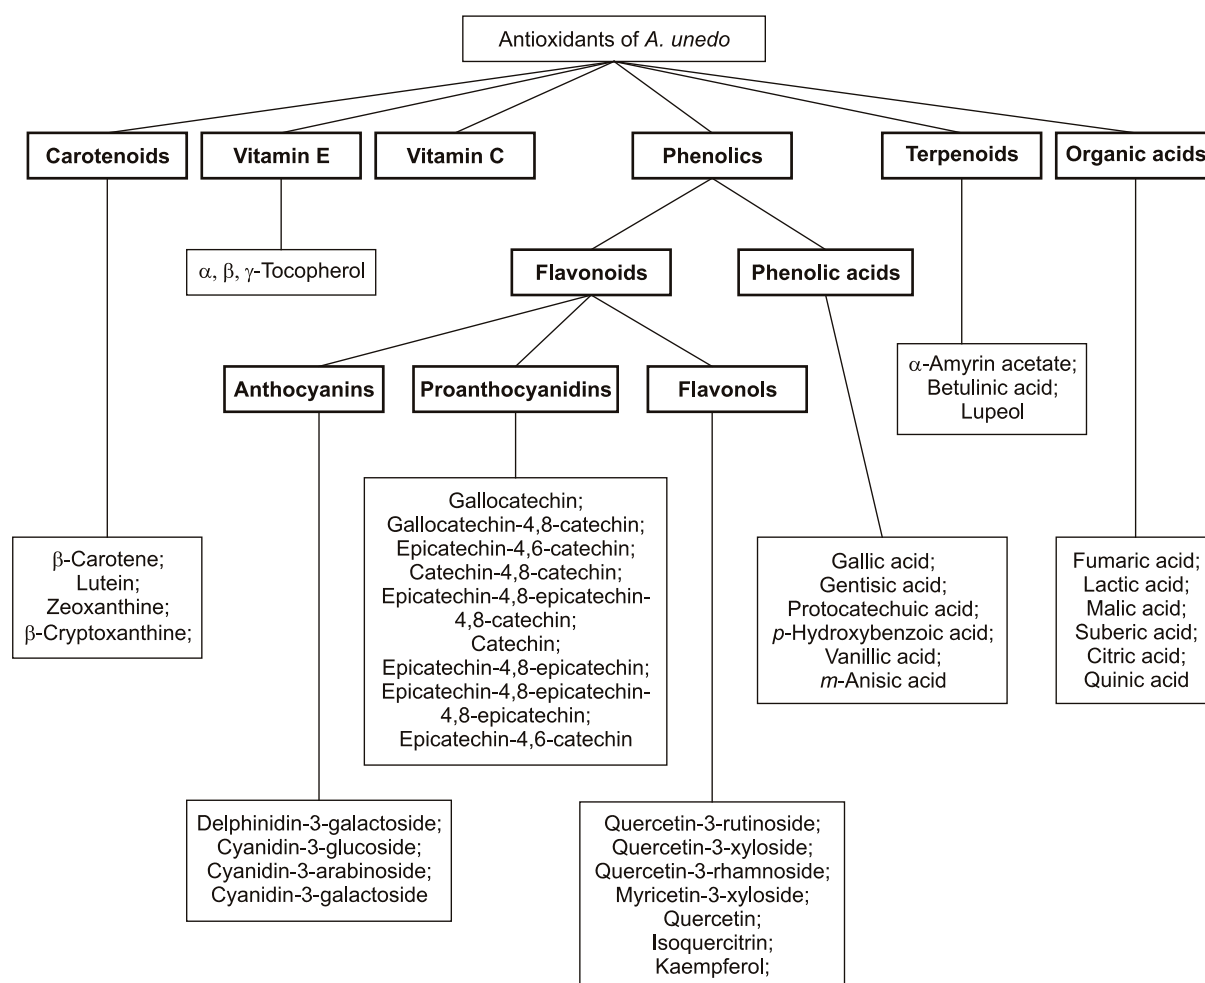 Antioxidants of A. unedo
Carotenoids
Vitamin E
Vitamin C
Phenolics
Terpenoids
Organic acids
α, β, γ-Tocopherol
Flavonoids
Phenolic acids
α-Amyrin acetate;
Betulinic acid;
Lupeol
Anthocyanins
Proanthocyanidins
Flavonols
Gallocatechin;
Gallocatechin-4,8-catechin;
Epicatechin-4,6-catechin;
Catechin-4,8-catechin;
Epicatechin-4,8-epicatechin-
4,8-catechin;
Catechin;
Epicatechin-4,8-epicatechin;
Epicatechin-4,8-epicatechin-
4,8-epicatechin;
Epicatechin-4,6-catechin
β-Carotene;
Lutein;
Zeoxanthine;
β-Cryptoxanthine;
Gallic acid;
Gentisic acid;
Protocatechuic acid;
p-Hydroxybenzoic acid;
Vanillic acid;
m-Anisic acid
Fumaric acid;
Lactic acid;
Malic acid;
Suberic acid;
Citric acid;
Quinic acid
Delphinidin-3-galactoside;
Cyanidin-3-glucoside;
Cyanidin-3-arabinoside;
Cyanidin-3-galactoside
Quercetin-3-rutinoside;
Quercetin-3-xyloside;
Quercetin-3-rhamnoside;
Myricetin-3-xyloside;
Quercetin;
Isoquercitrin;
Kaempferol;